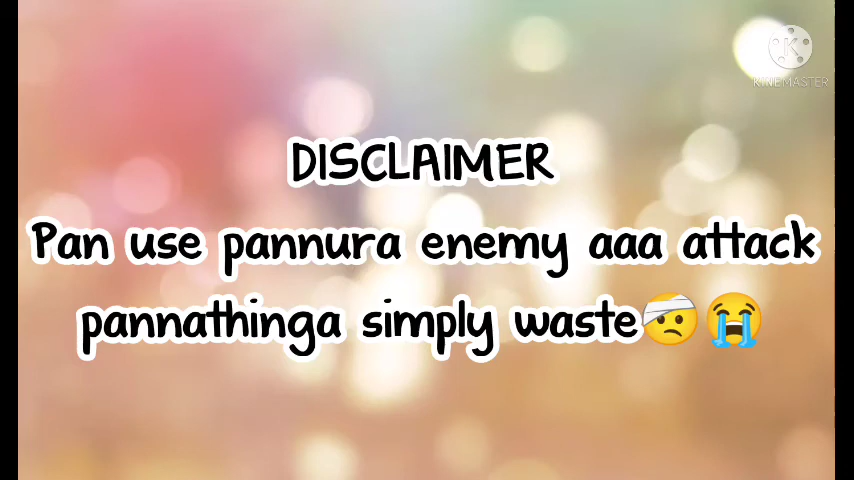 KINEMASTER
DISCLAIMER
Pan use pannura enemy aaa attack
pannathinga simply waste🤕😭